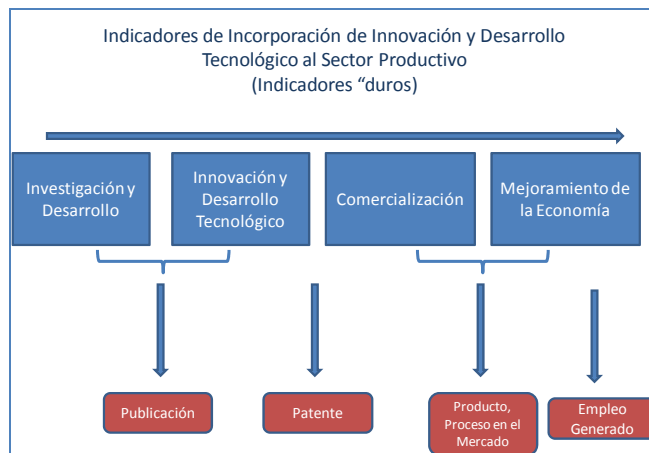 Indicadores de Incorporación de Innovación y Desarrollo
Tecnológico al Sector Productivo
(Indicadores “duros)
Investigación y
Desarrollo
Innovación y
Desarrollo
Tecnológico
Comercialización
Mejoramiento de
la Economía
Publicación
Patente
Producto,
Proceso en el
Mercado
Empleo
Generado